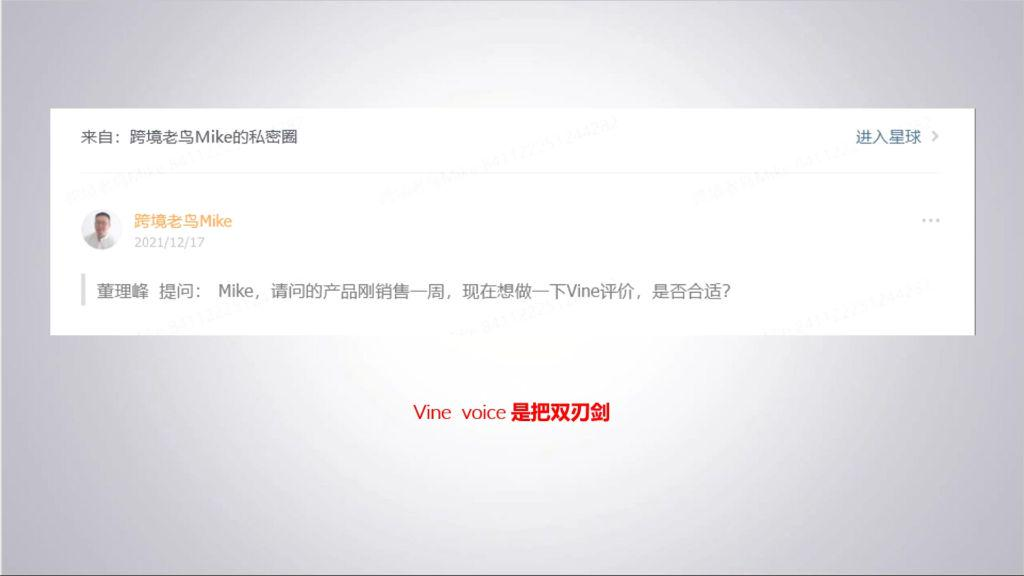 来自：跨境老鸟Mike的私密圈
进入星球
跨境老鸟Mike
2021/12/17
董理峰 提问： Mike，请问的产品刚销售一周，现在想做一下Vine评价，是否合适？
Vine voice 是把双刃剑